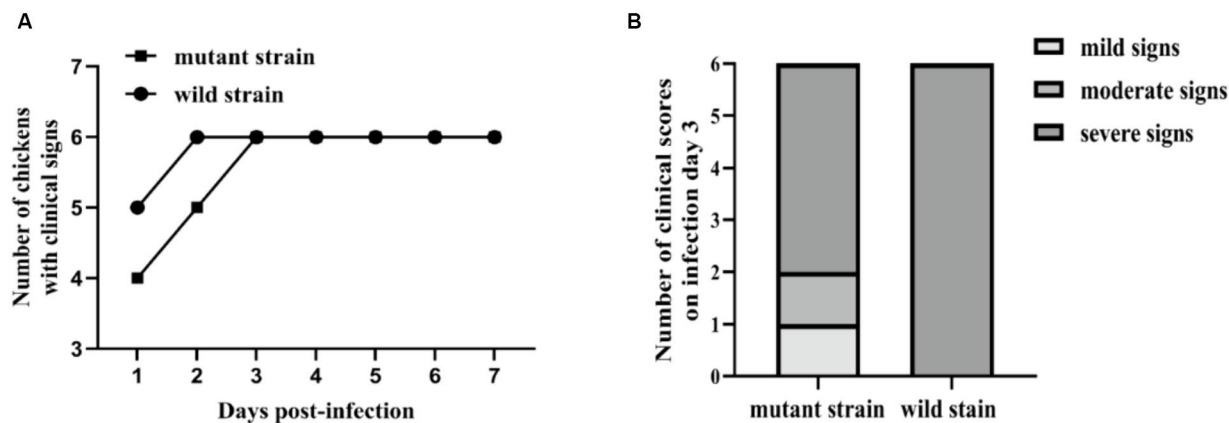 A
mutant strain
wild strain
Number of chickens
with clinical signs
7
6
5
4
3
1 2 3 4 5 6 7
Days post-infection
B
mild signs
moderate signs
severe signs
Number of clinical scores
on infection day 3
6
5
4
3
2
1
0
mutant strain wild stain